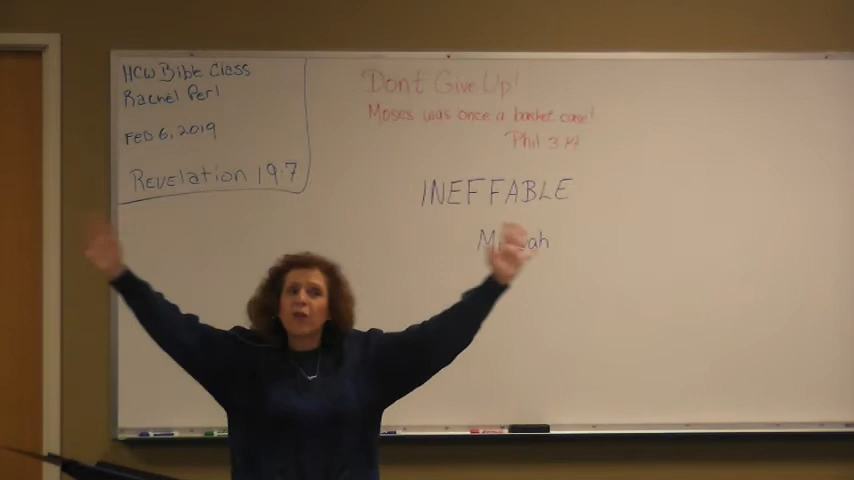 HCW Bible Class
Rachel Perl
Feb 6, 2019
Revelation 19:7
Don't Give Up!
Moses was once a basket case!
Phil 3:14
INEFFABLE